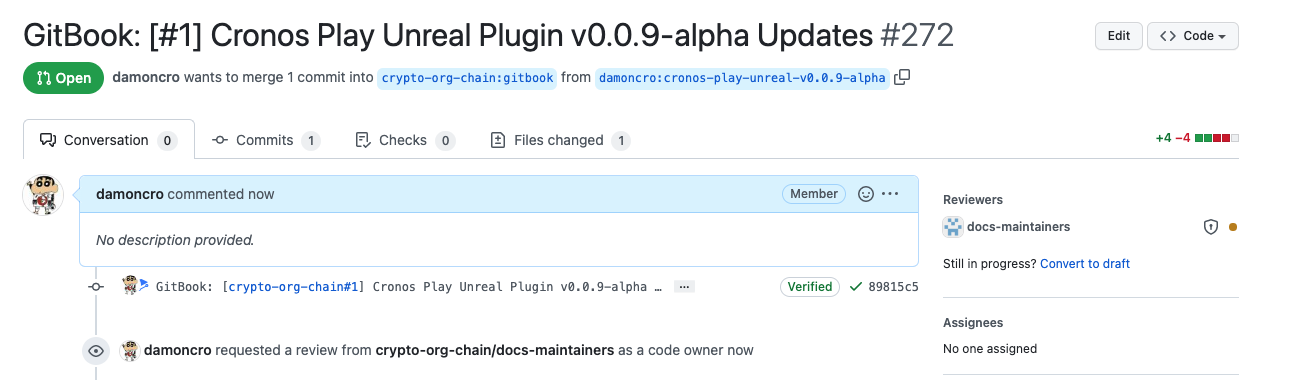 GitBook: [#1] Cronos Play Unreal Plugin v0.0.9-alpha Updates #272
Edit
<> Code
Open
damoncro wants to merge 1 commit into crypto-org-chain:gitbook from damoncro:cronos-play-unreal-v0.0.9-alpha
Conversation 0
Commits 1
Checks 0
Files changed 1
+4 −4
damoncro commented now
Member
No description provided.
GitBook: [crypto-org-chain#1] Cronos Play Unreal Plugin v0.0.9-alpha …
Verified
89815c5
damoncro requested a review from crypto-org-chain/docs-maintainers as a code owner now
Reviewers
docs-maintainers
Still in progress? Convert to draft
Assignees
No one assigned